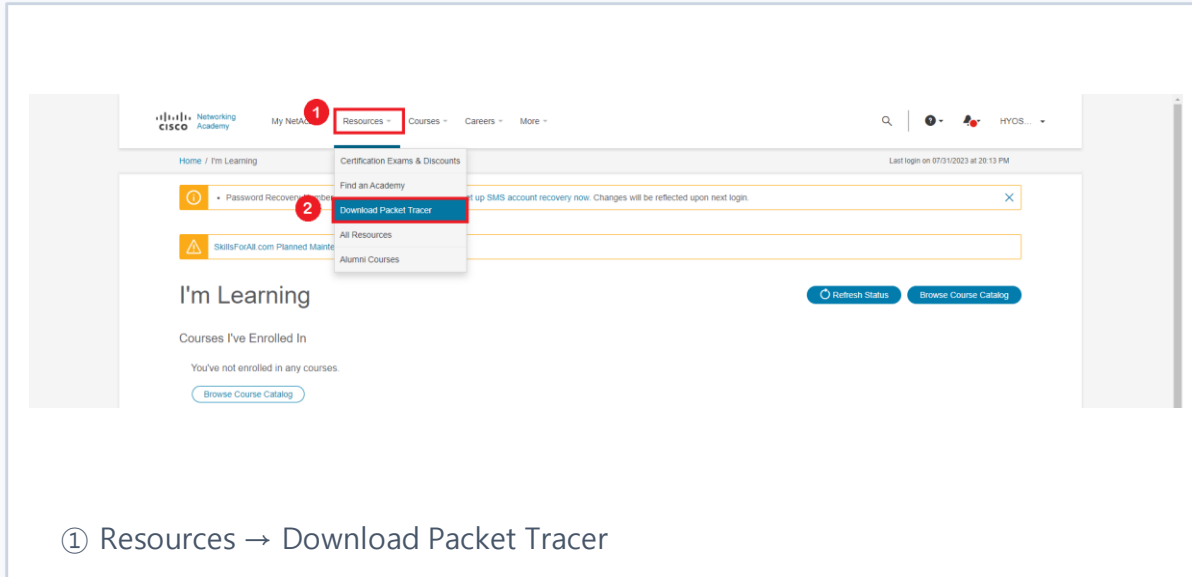 Networking
CISCO Academy
My NetAc
1
Resources
Courses
Careers
More
HYOS...
Home / I'm Learning
Certification Exams & Discounts
Last login on 07/31/2023 at 20:13 PM
Find an Academy
• Password Recovery
up SMS account recovery now. Changes will be reflected upon next login.
2
Download Packet Tracer
All Resources
SkillsForAll.com Planned
Alumni Courses
I'm Learning
Refresh Status
Browse Course Catalog
Courses I've Enrolled In
You've not enrolled in any courses.
Browse Course Catalog
① Resources → Download Packet Tracer